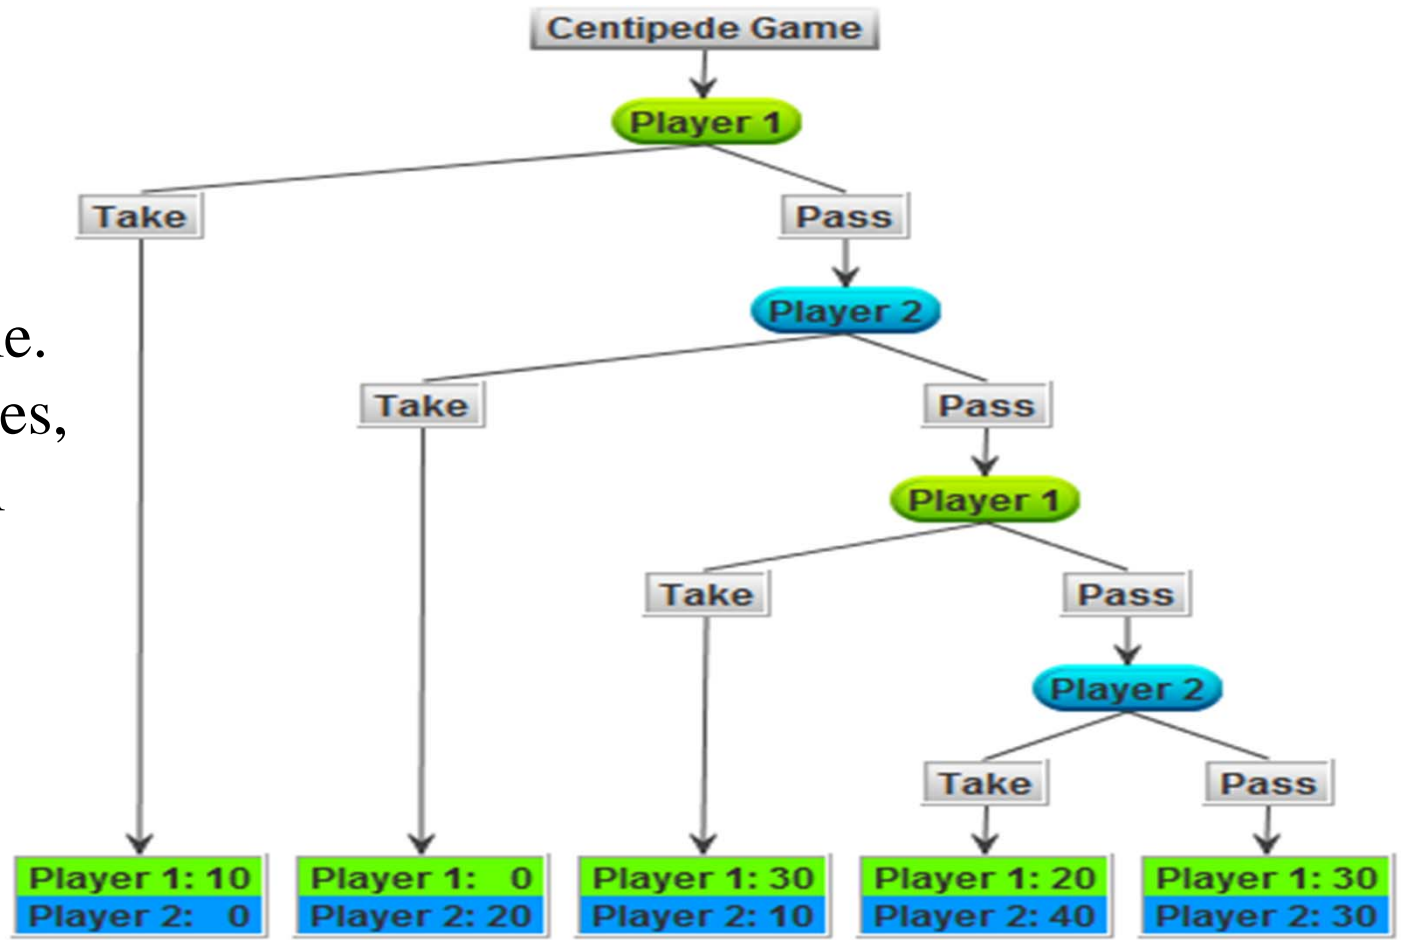 Centipede Game
Player 1
Take Pass
e.
Player 2
es,
Take Pass
Player 1
Take Pass
Player 2
Take Pass
Player 1: 10 Player 1: 0 Player 1: 30 Player 1: 20 Player 1: 30
Player 2: 0 Player 2: 20 Player 2: 10 Player 2: 40 Player 2: 30